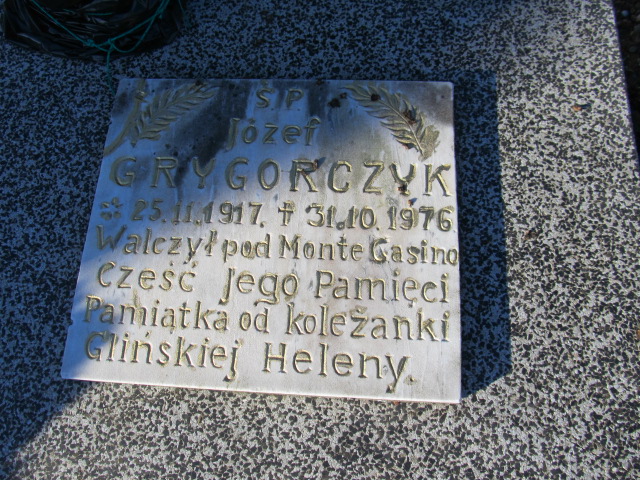 Ś.P.
Józef
GRYGORCZYK
* 25.11.1917. † 31.10.1976
Walczył pod Monte Casino
Cześć Jego Pamięci
Pamiątka od koleżanki
Glińskiej Heleny.